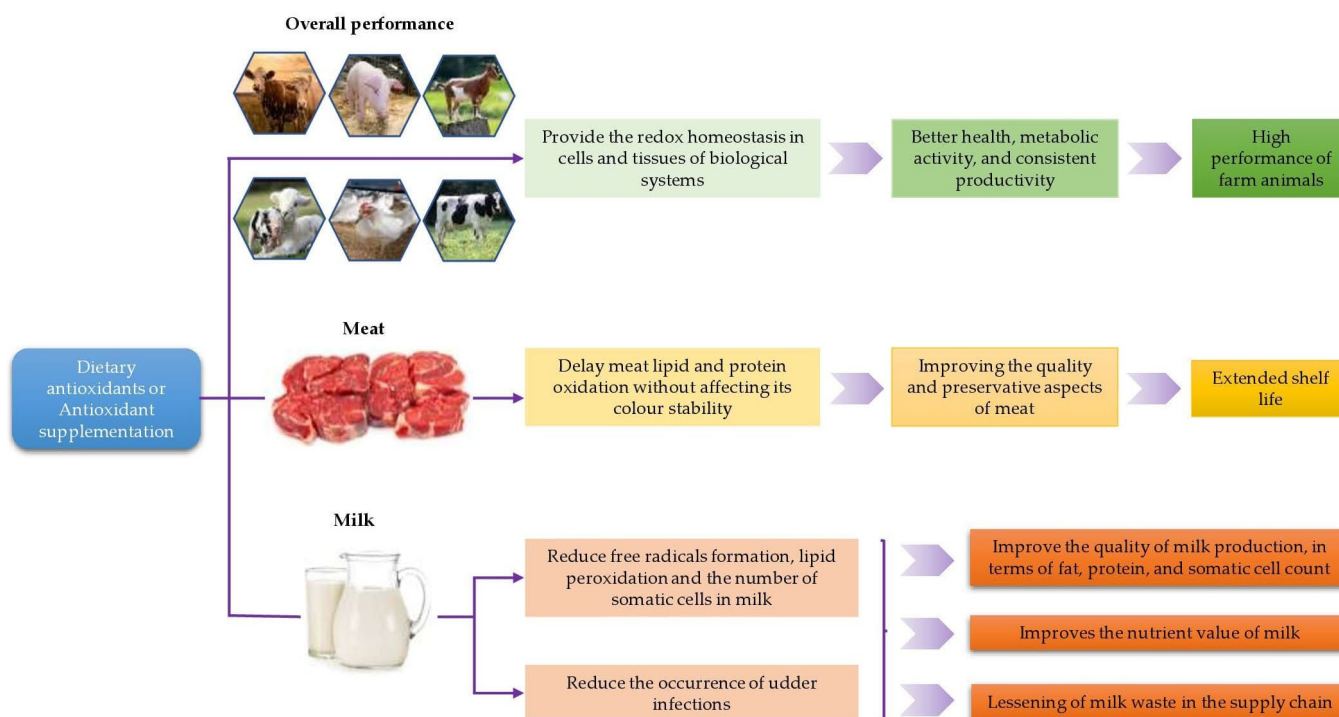 Overall performance
Provide the redox homeostasis in
cells and tissues of biological
systems
Better health, metabolic
activity, and consistent
productivity
High
performance of
farm animals
Dietary
antioxidants or
Antioxidant
supplementation
Meat
Delay meat lipid and protein
oxidation without affecting its
colour stability
Improving the quality
and preservative aspects
of meat
Extended shelf
life
Milk
Reduce free radicals formation, lipid
peroxidation and the number of
somatic cells in milk
Reduce the occurrence of udder
infections
Improve the quality of milk production, in
terms of fat, protein, and somatic cell count
Improves the nutrient value of milk
Lessening of milk waste in the supply chain